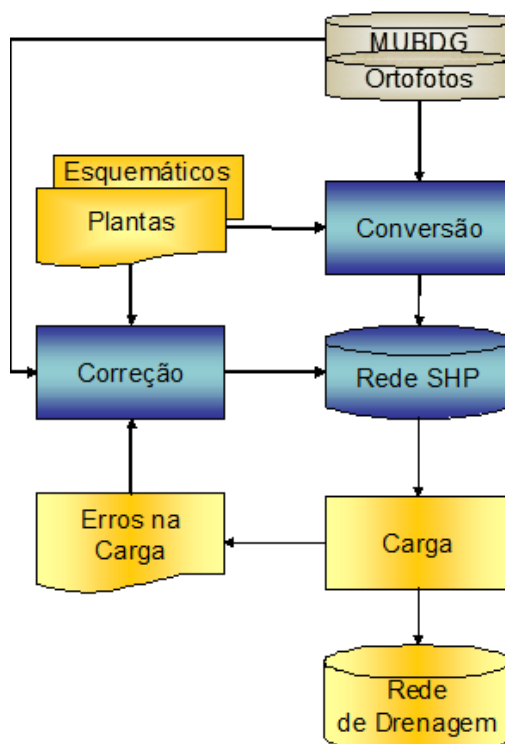 MUBDG
Ortofotos
Esquemáticos
Plantas
Conversão
Correção
Rede SHP
Erros na
Carga
Carga
Rede
de Drenagem